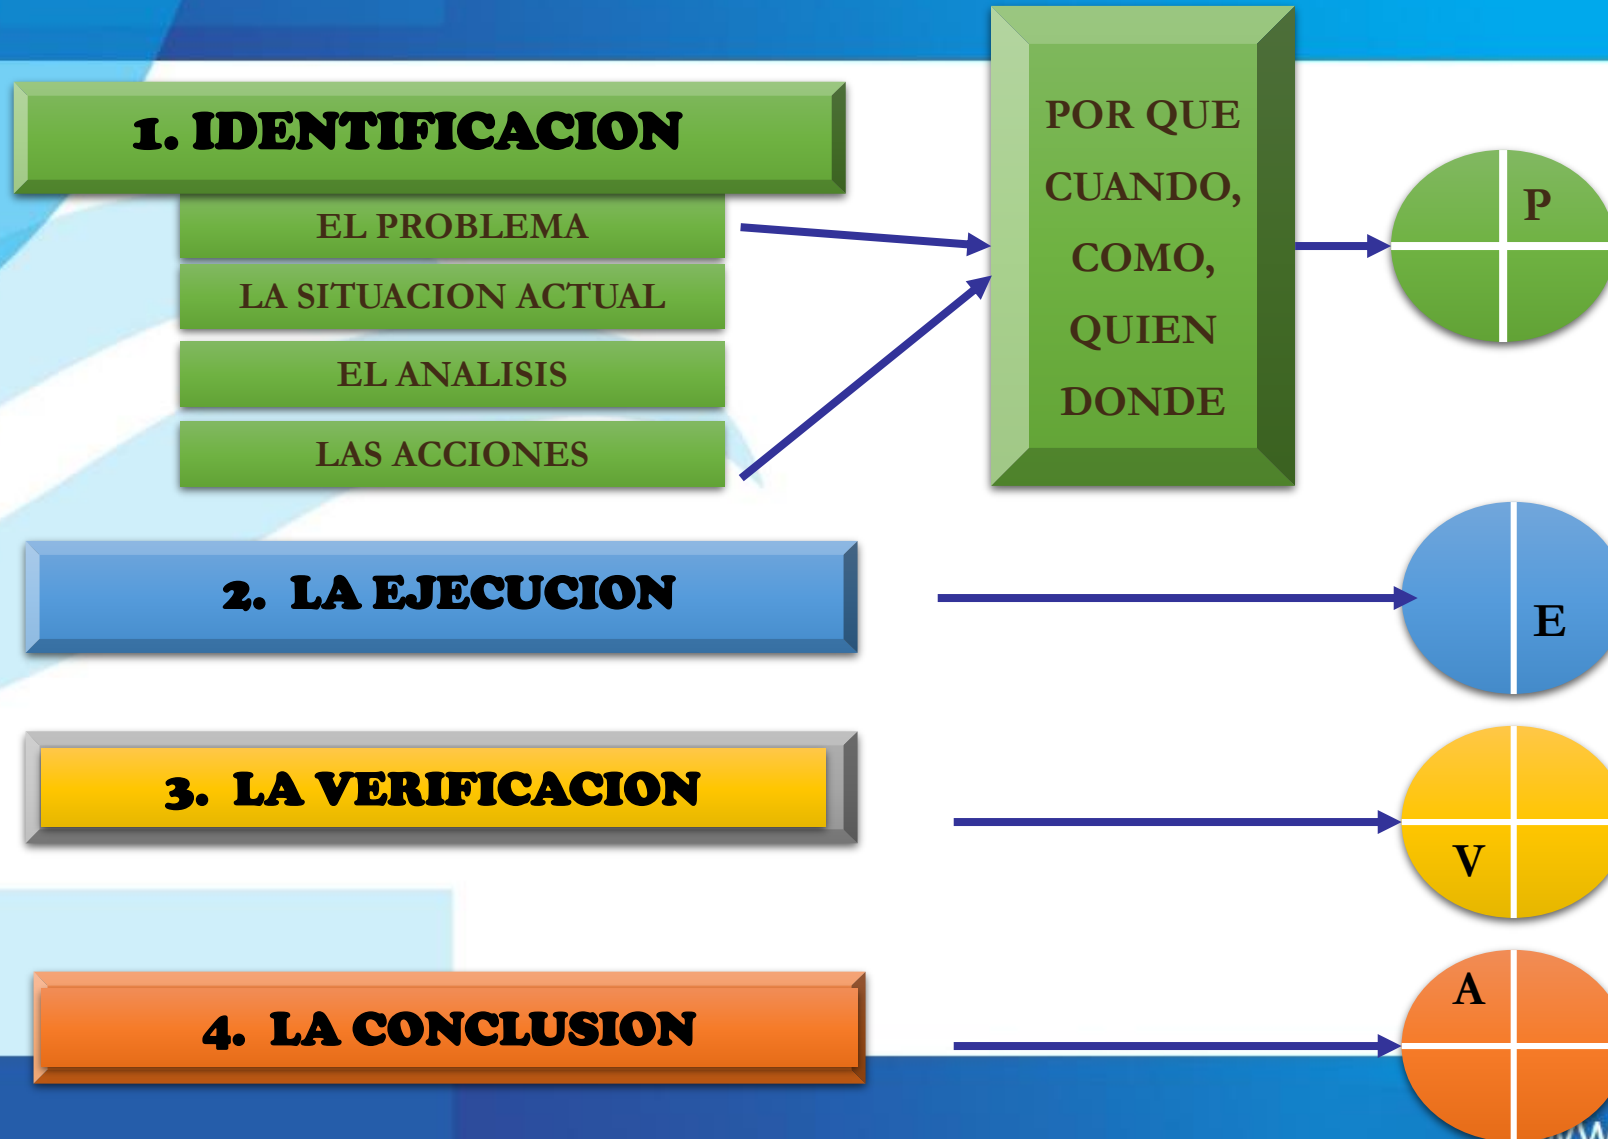 1. IDENTIFICACION
EL PROBLEMA
LA SITUACION ACTUAL
EL ANALISIS
LAS ACCIONES
POR QUE
CUANDO,
COMO,
QUIEN
DONDE
P
2. LA EJECUCION
E
3. LA VERIFICACION
V
4. LA CONCLUSION
A